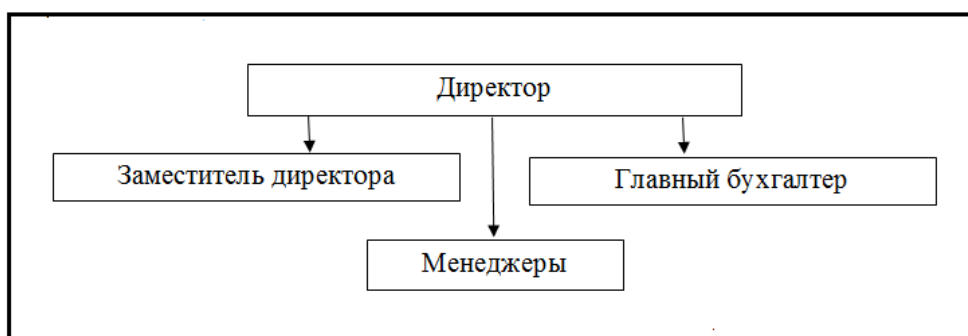 Директор
Заместитель директора
Главный бухгалтер
Менеджеры